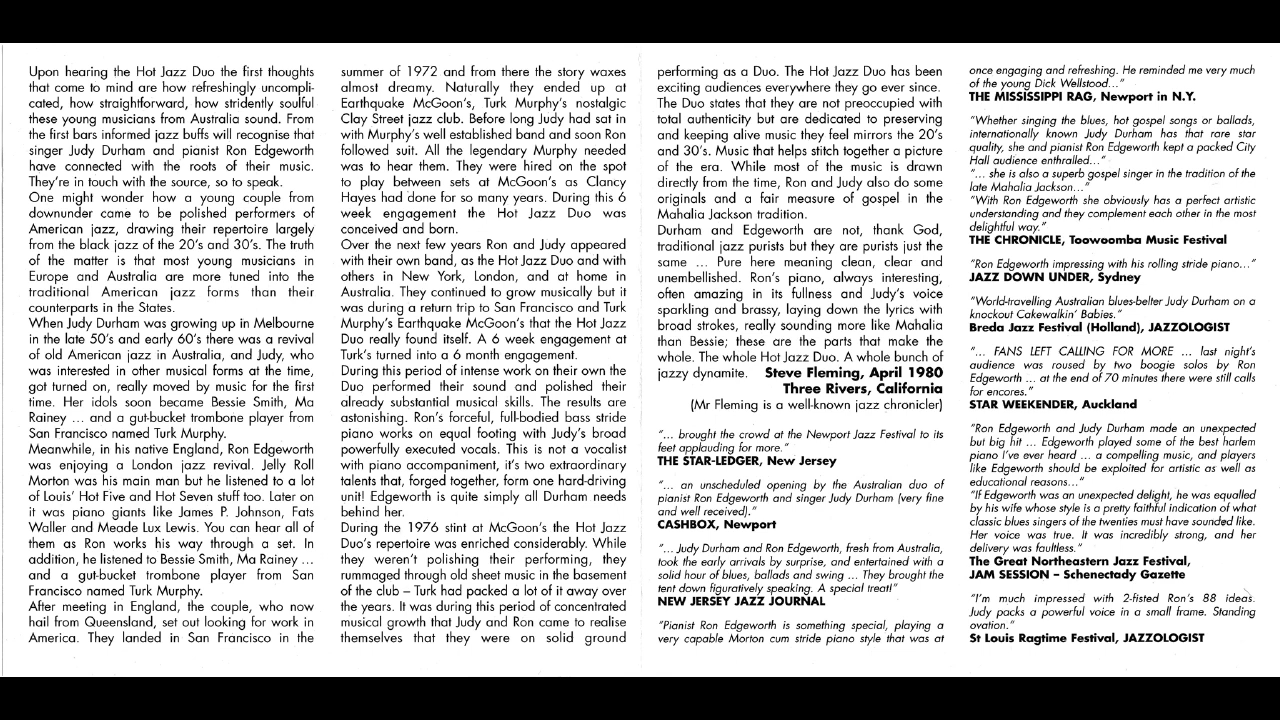 Upon hearing the Hot Jazz Duo the first thoughts
that come to mind are how refreshingly uncompli-
cated, how straightforward, how stridently soulful
these young musicians from Australia sound. From
the first bars informed jazz buffs will recognise that
singer Judy Durham and pianist Ron Edgeworth
have connected with the roots of their music.
They're in touch with the source, so to speak.
One might wonder how a young couple from
downunder came to be polished performers of
American jazz, drawing their repertoire largely
from the black jazz of the 20's and 30's. The truth
of the matter is that most young musicians in
Europe and Australia are more tuned into the
traditional American jazz forms than their
counterparts in the States.
When Judy Durham was growing up in Melbourne
in the late 50's and early 60's there was a revival
of old American jazz in Australia, and Judy, who
was interested in other musical forms at the time,
got turned on, really moved by music for the first
time. Her idols soon became Bessie Smith, Ma
Rainey ... and a gut-bucket trombone player from
San Francisco named Turk Murphy.
Meanwhile, in his native England, Ron Edgeworth
was enjoying a London jazz revival. Jelly Roll
Morton was his main man but he listened to a lot
of Louis' Hot Five and Hot Seven stuff too. Later on
it was piano giants like James P. Johnson, Fats
Waller and Meade Lux Lewis. You can hear all of
them as Ron works his way through a set. In
addition, he listened to Bessie Smith, Ma Rainey ...
and a gut-bucket trombone player from San
Francisco named Turk Murphy.
After meeting in England, the couple, who now
hail from Queensland, set out looking for work in
America. They landed in San Francisco in the
summer of 1972 and from there the story waxes
almost dreamy. Naturally they ended up at
Earthquake McGoon's, Turk Murphy's nostalgic
Clay Street jazz club. Before long Judy had sat in
with Murphy's well established band and soon Ron
followed suit. All the legendary Murphy needed
was to hear them. They were hired on the spot
to play between sets at McGoon's as Clancy
Hayes had done for so many years. During this 6
week engagement the Hot Jazz Duo was
conceived and born.
Over the next few years Ron and Judy appeared
with their own band, as the Hot Jazz Duo and with
others in New York, London, and at home in
Australia. They continued to grow musically but it
was during a return trip to San Francisco and Turk
Murphy's Earthquake McGoon's that the Hot Jazz
Duo really found itself. A 6 week engagement at
Turk's turned into a 6 month engagement.
During this period of intense work on their own the
Duo performed their sound and polished their
already substantial musical skills. The results are
astonishing. Ron's forceful, full-bodied bass stride
piano works on equal footing with Judy's broad
powerfully executed vocals. This is not a vocalist
with piano accompaniment, it's two extraordinary
talents that, forged together, form one hard-driving
unit! Edgeworth is quite simply all Durham needs
behind her.
During the 1976 stint at McGoon's the Hot Jazz
Duo's repertoire was enriched considerably. While
they weren't polishing their performing, they
rummaged through old sheet music in the basement
of the club – Turk had packed a lot of it away over
the years. It was during this period of concentrated
musical growth that Judy and Ron came to realise
themselves that they were on solid ground
performing as a Duo. The Hot Jazz Duo has been
exciting audiences everywhere they go ever since.
The Duo states that they are not preoccupied with
total authenticity but are dedicated to preserving
and keeping alive music they feel mirrors the 20's
and 30's. Music that helps stitch together a picture
of the era. While most of the music is drawn
directly from the time, Ron and Judy also do some
originals and a fair measure of gospel in the
Mahalia Jackson tradition.
Durham and Edgeworth are not, thank God,
traditional jazz purists but they are purists just the
same ... Pure here meaning clean, clear and
unembellished. Ron's piano, always interesting,
often amazing in its fullness and Judy's voice
sparkling and brassy, laying down the lyrics with
broad strokes, really sounding more like Mahalia
than Bessie; these are the parts that make the
whole. The whole Hot Jazz Duo. A whole bunch of
jazzy dynamite. Steve Fleming, April 1980
Three Rivers, California
(Mr Fleming is a well-known jazz chronicler)
"... brought the crowd at the Newport Jazz Festival to its
feet applauding for more."
THE STAR-LEDGER, New Jersey
"... an unscheduled opening by the Australian duo of
pianist Ron Edgeworth and singer Judy Durham (very fine
and well received)."
CASHBOX, Newport
"... Judy Durham and Ron Edgeworth, fresh from Australia,
took the early arrivals by surprise, and entertained with a
solid hour of blues, ballads and swing ... They brought the
tent down figuratively speaking. A special treat!"
NEW JERSEY JAZZ JOURNAL
"Pianist Ron Edgeworth is something special, playing a
very capable Morton cum stride piano style that was at
once engaging and refreshing. He reminded me very much
of the young Dick Wellstood..."
THE MISSISSIPPI RAG, Newport in N.Y.
"Whether singing the blues, hot gospel songs or ballads,
internationally known Judy Durham has that rare star
quality, she and pianist Ron Edgeworth kept a packed City
Hall audience enthralled..."
"... she is also a superb gospel singer in the tradition of the
late Mahalia Jackson..."
"With Ron Edgeworth she obviously has a perfect artistic
understanding and they complement each other in the most
delightful way."
THE CHRONICLE, Toowoomba Music Festival
"Ron Edgeworth impressing with his rolling stride piano..."
JAZZ DOWN UNDER, Sydney
"World-travelling Australian blues-belter Judy Durham on a
knockout Cakewalkin' Babies."
Breda Jazz Festival (Holland), JAZZOLOGIST
"... FANS LEFT CALLING FOR MORE ... last night's
audience was roused by two boogie solos by Ron
Edgeworth ... at the end of 70 minutes there were still calls
for encores."
STAR WEEKENDER, Auckland
"Ron Edgeworth and Judy Durham made an unexpected
but big hit ... Edgeworth played some of the best harlem
piano I've ever heard ... a compelling music, and players
like Edgeworth should be exploited for artistic as well as
educational reasons..."
"If Edgeworth was an unexpected delight, he was equalled
by his wife whose style is a pretty faithful indication of what
classic blues singers of the twenties must have sounded like.
Her voice was true. It was incredibly strong, and her
delivery was faultless."
The Great Northeastern Jazz Festival,
JAM SESSION – Schenectady Gazette
"I'm much impressed with 2-fisted Ron's 88 ideas.
Judy packs a powerful voice in a small frame. Standing
ovation."
St Louis Ragtime Festival, JAZZOLOGIST